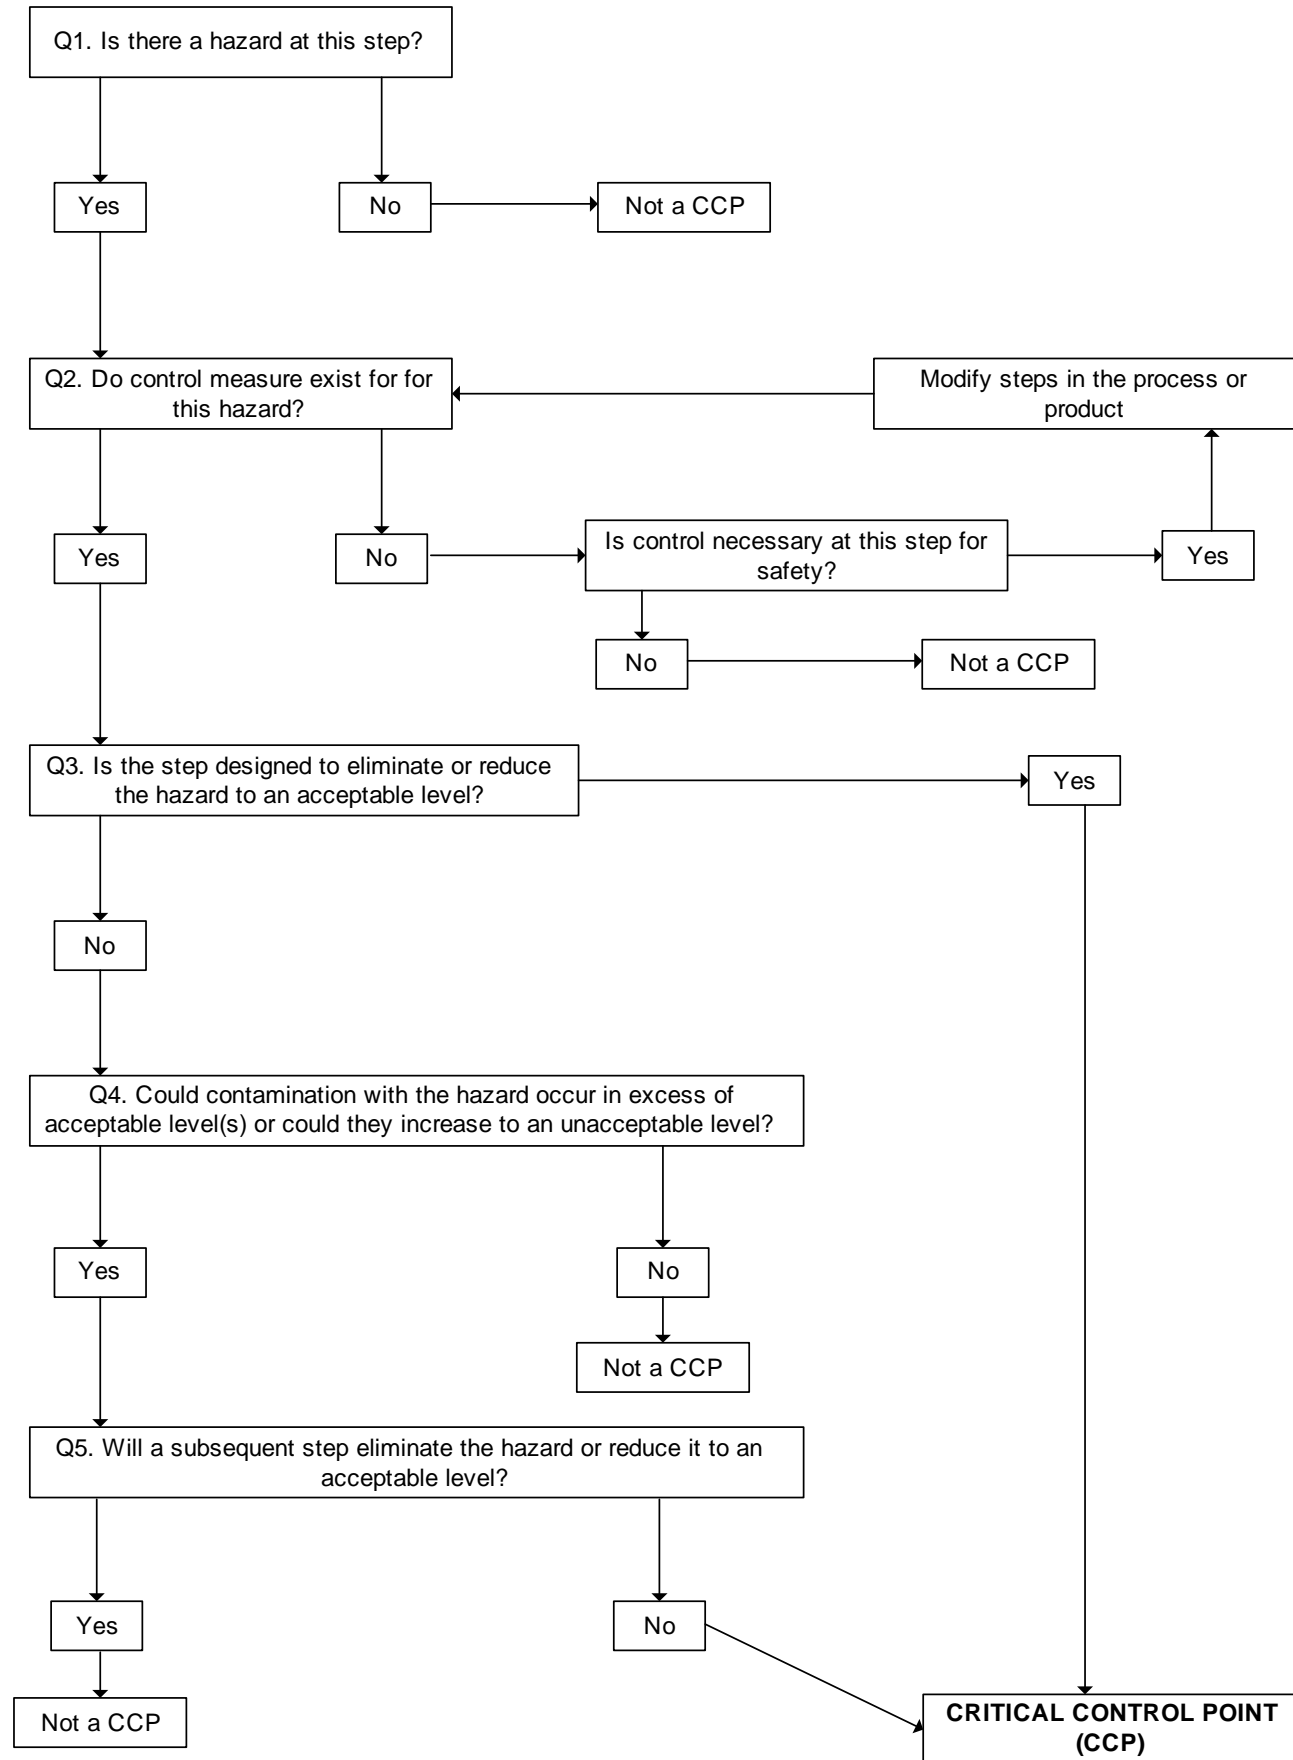 Q1. Is there a hazard at this step?
Yes
No
Not a CCP
Q2. Do control measure exist for for
this hazard?
Modify steps in the process or
product
Yes
No
Is control necessary at this step for
safety?
Yes
No
Not a CCP
Q3. Is the step designed to eliminate or reduce
the hazard to an acceptable level?
Yes
No
Q4. Could contamination with the hazard occur in excess of
acceptable level(s) or could they increase to an unacceptable level?
Yes
No
Not a CCP
Q5. Will a subsequent step eliminate the hazard or reduce it to an
acceptable level?
Yes
No
Not a CCP
CRITICAL CONTROL POINT
(CCP)